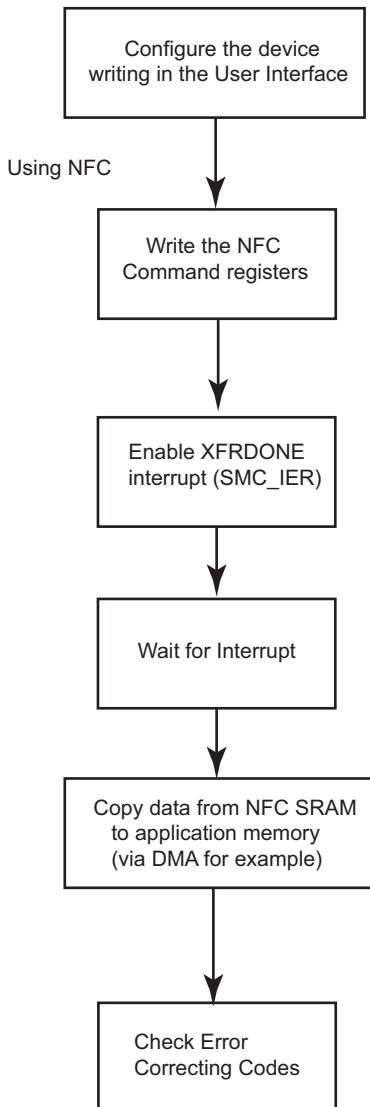 Configure the device
writing in the User Interface
Using NFC
Write the NFC
Command registers
Enable XFRDONE
interrupt (SMC_IER)
Wait for Interrupt
Copy data from NFC SRAM
to application memory
(via DMA for example)
Check Error
Correcting Codes